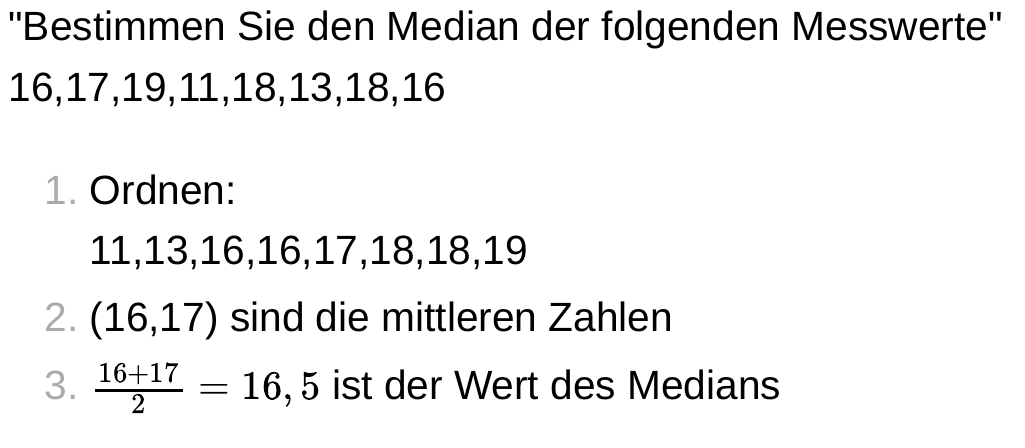 "Bestimmen Sie den Median der folgenden Messwerte"
16,17,19,11,18,13,18,16
1. Ordnen:
11,13,16,16,17,18,18,19
2. (16,17) sind die mittleren Zahlen
3. \frac{16+17}{2} = 16,5 ist der Wert des Medians